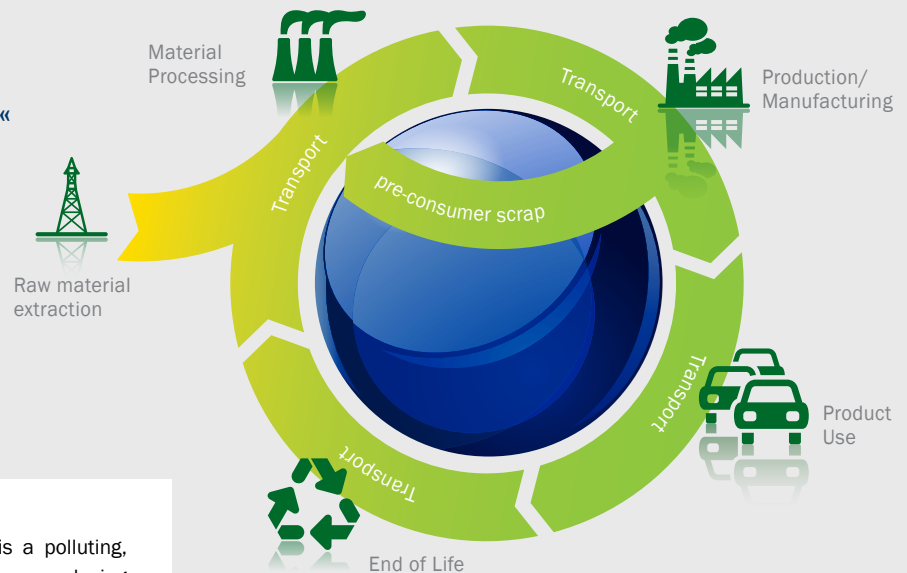 Material
Processing
«
Transport
Production/
Manufacturing
Transport
pre-consumer scrap
Raw material
extraction
Transport
Product
Use
Transport
is a polluting,
End of Life